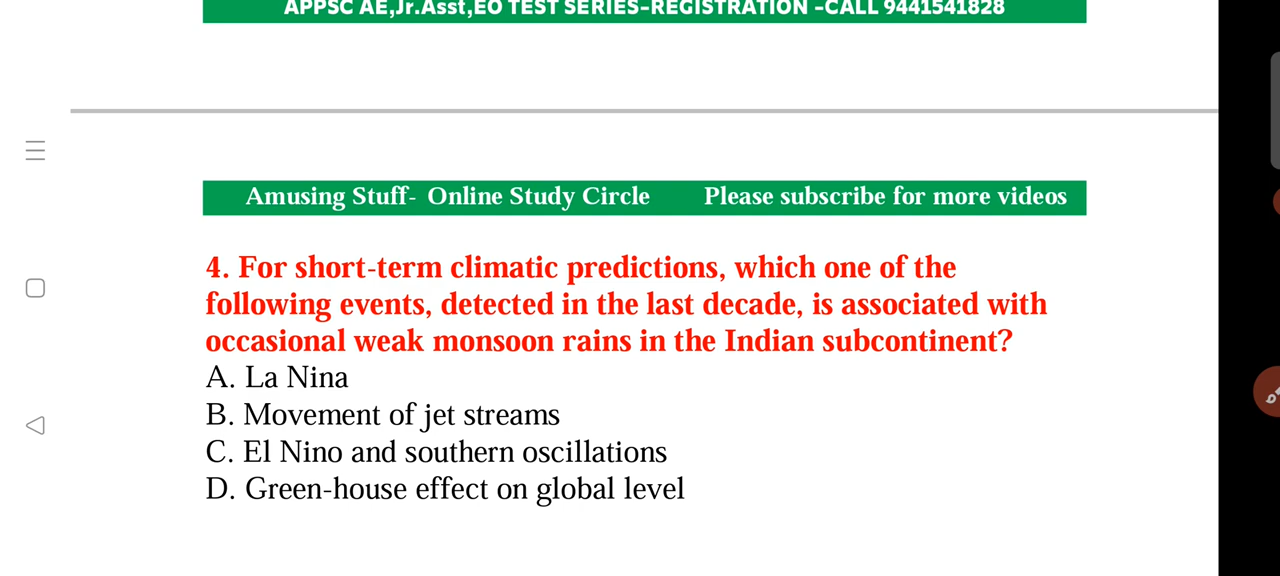 APPSC AE,Jr.Asst,EO TEST SERIES-REGISTRATION -CALL 9441541828
Amusing Stuff- Online Study Circle Please subscribe for more videos
4. For short-term climatic predictions, which one of the
following events, detected in the last decade, is associated with
occasional weak monsoon rains in the Indian subcontinent?
A. La Nina
B. Movement of jet streams
C. El Nino and southern oscillations
D. Green-house effect on global level